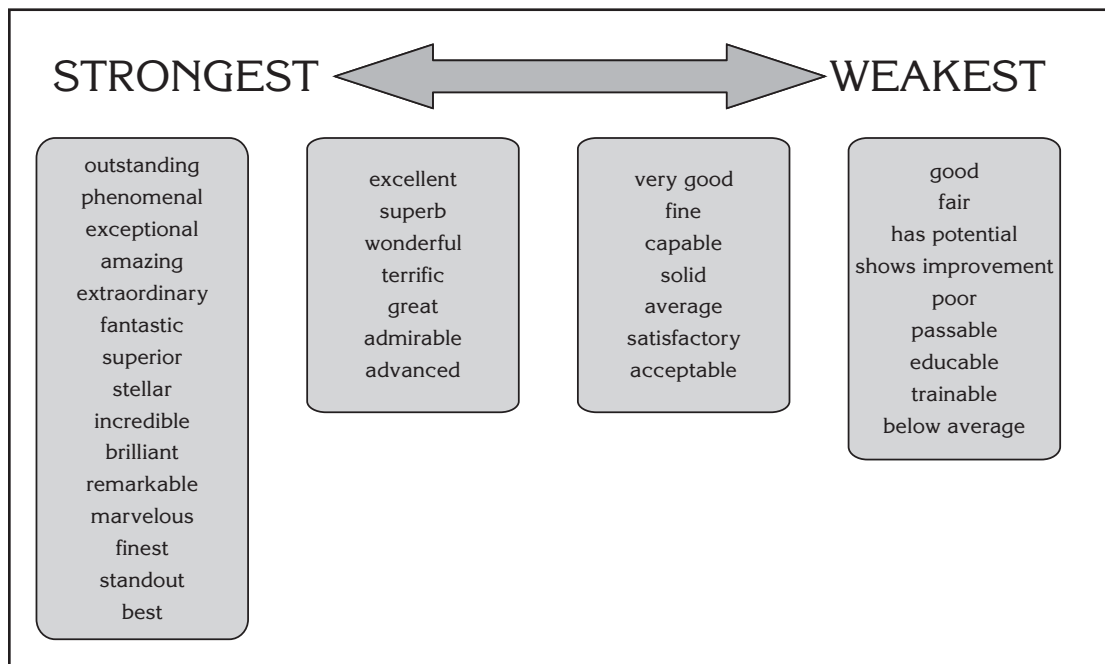 STRONGEST
WEAKEST
outstanding
phenomenal
exceptional
amazing
extraordinary
fantastic
superior
stellar
incredible
brilliant
remarkable
marvelous
finest
standout
best
excellent
superb
wonderful
terrific
great
admirable
advanced
very good
fine
capable
solid
average
satisfactory
acceptable
good
fair
has potential
shows improvement
poor
passable
educable
trainable
below average